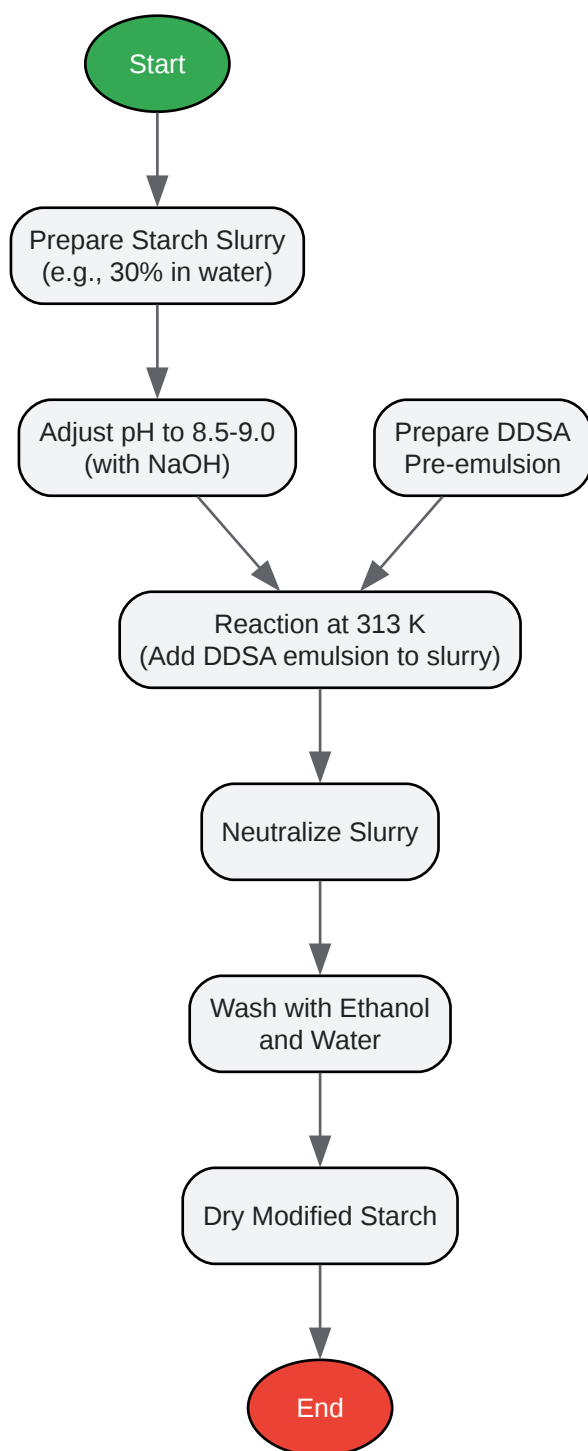 Start
Prepare Starch Slurry
(e.g., 30% in water)
Adjust pH to 8.5-9.0
(with NaOH)
Prepare DDSA
Pre-emulsion
Reaction at 313 K
(Add DDSA emulsion to slurry)
Neutralize Slurry
Wash with Ethanol
and Water
Dry Modified Starch
End